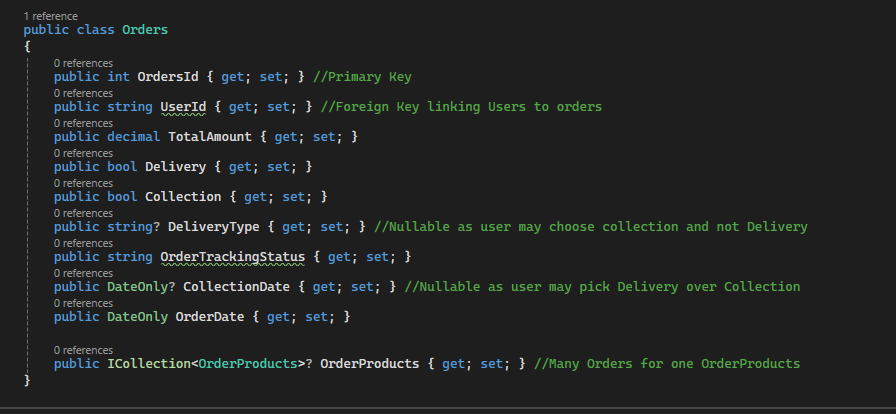 1 reference
public class Orders
{
0 references
public int OrdersId { get; set; } //Primary Key
0 references
public string UserId { get; set; } //Foreign Key linking Users to orders
0 references
public decimal TotalAmount { get; set; }
0 references
public bool Delivery { get; set; }
0 references
public bool Collection { get; set; }
0 references
public string? DeliveryType { get; set; } //Nullable as user may choose collection and not Delivery
0 references
public string OrderTrackingStatus { get; set; }
0 references
public DateOnly? CollectionDate { get; set; } //Nullable as user may pick Delivery over Collection
0 references
public DateOnly OrderDate { get; set; }
0 references
public ICollection<OrderProducts>? OrderProducts { get; set; } //Many Orders for one OrderProducts
}